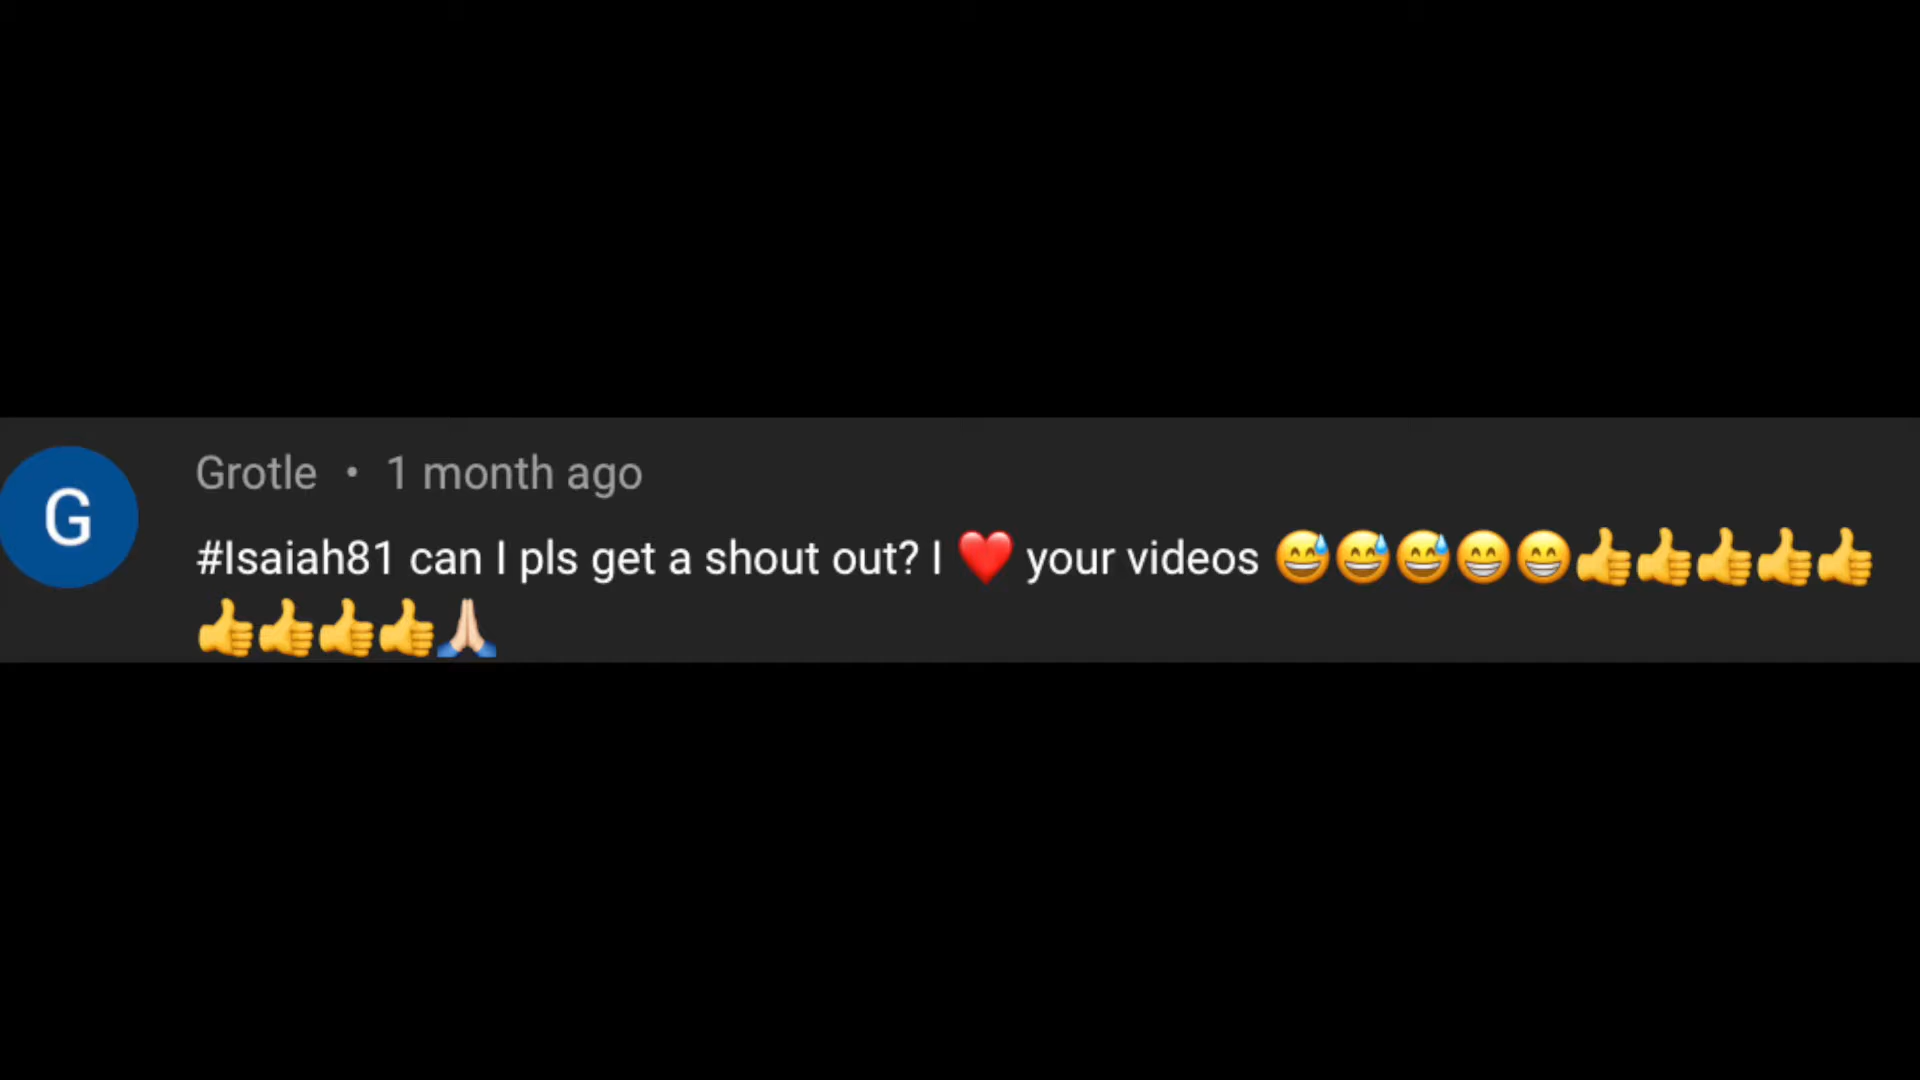 G
Grotle • 1 month ago
#Isaiah81 can I pls get a shout out? I ❤️ your videos 😅😅😅😁😁👍👍👍👍👍
👍👍👍👍🙏🏻